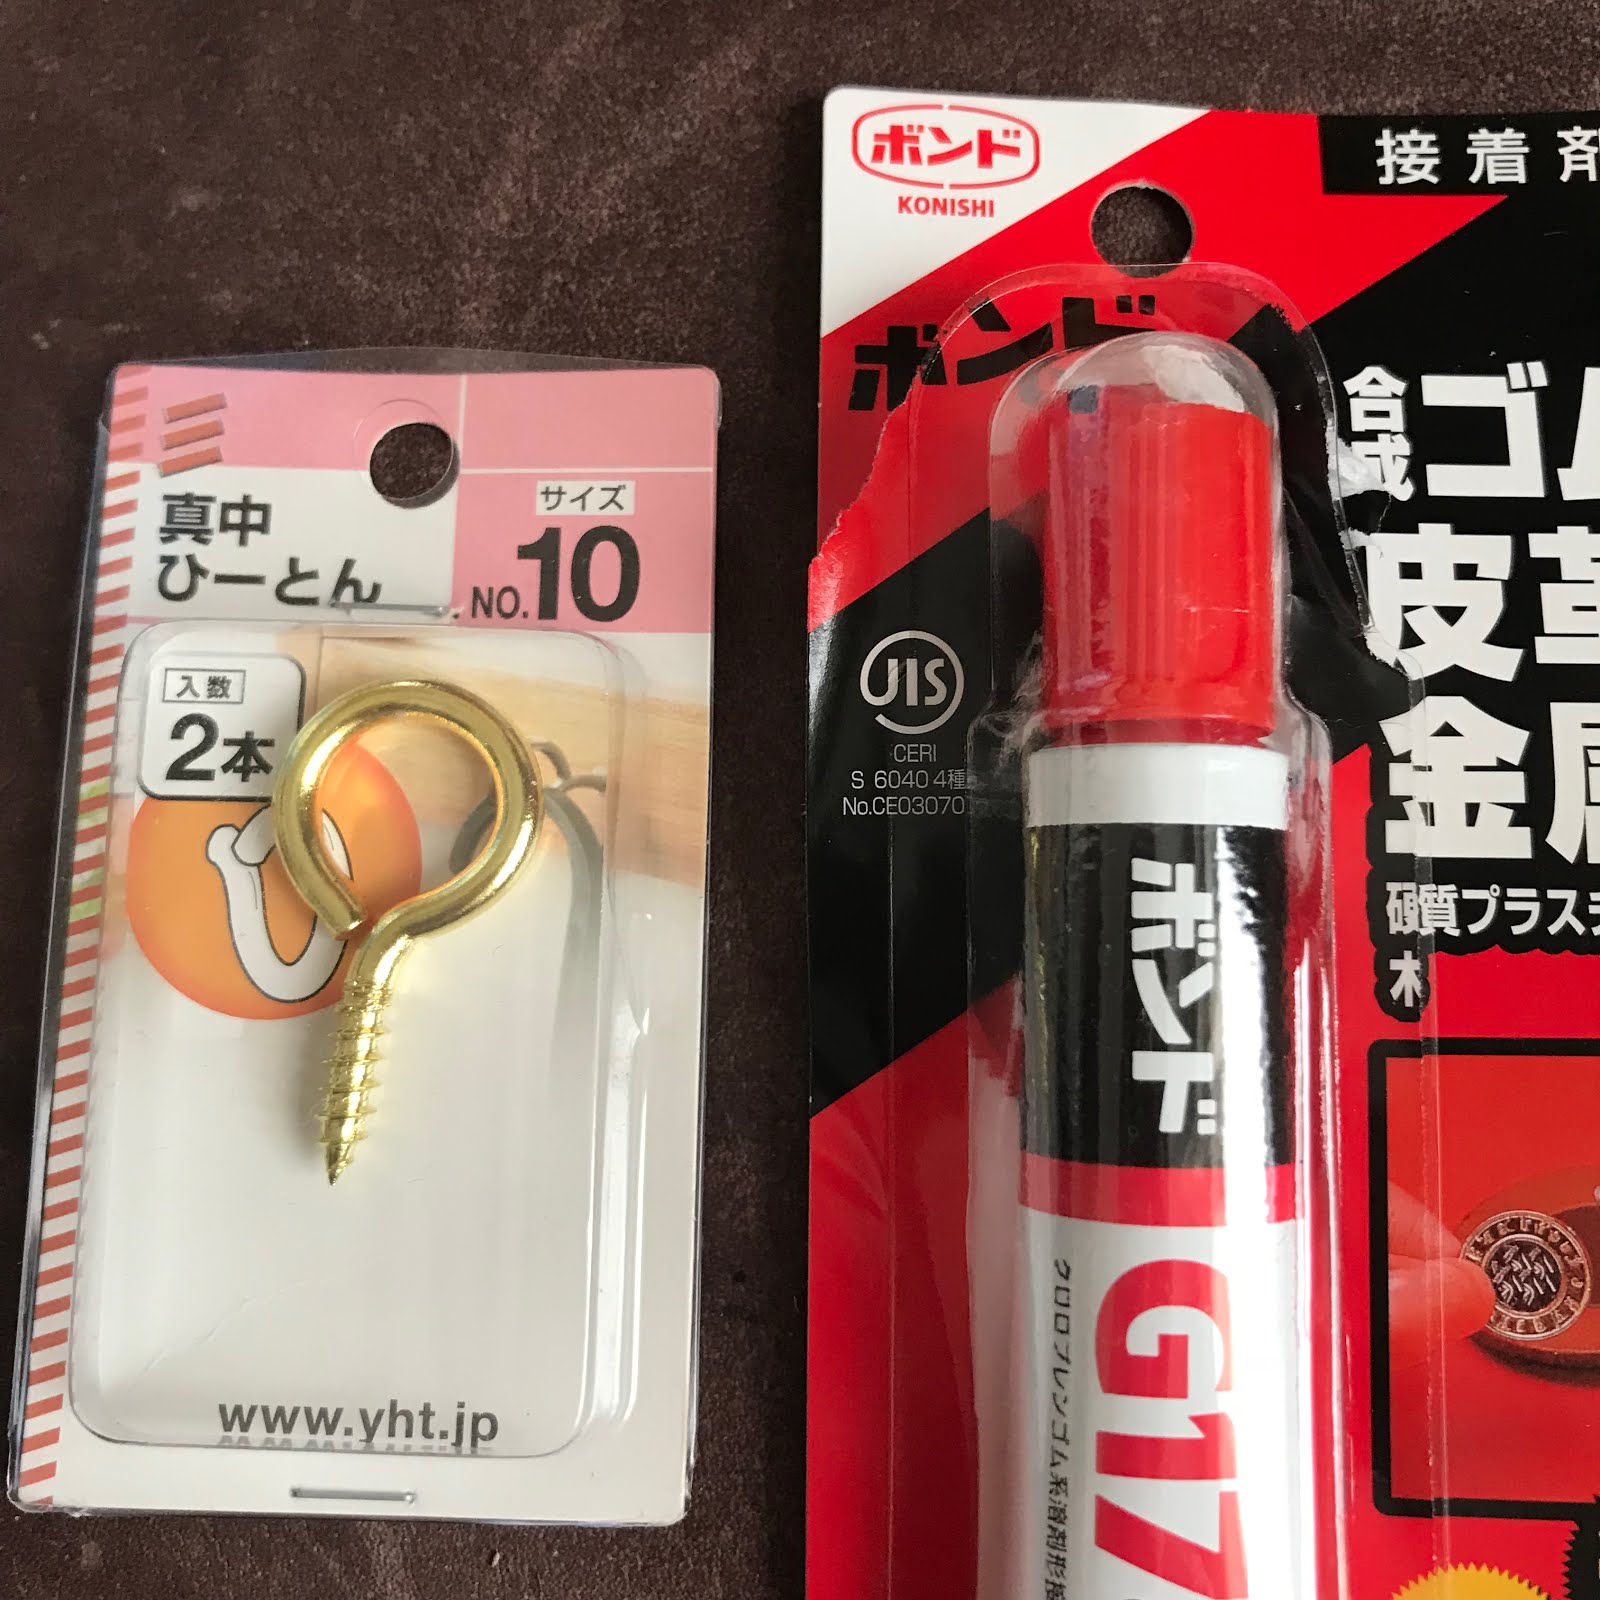 真中
ひーとん
サイズ
NO.10
入数
2本
www.yht.jp
ボンド
KONISHI
接着剤
ボンド
合成ゴム
皮革
金属
硬質プラスチ
木
JIS
CERI
S 6040 4種
No.CE03070
ボンド
G17
クロロプレンゴム系溶剤形接